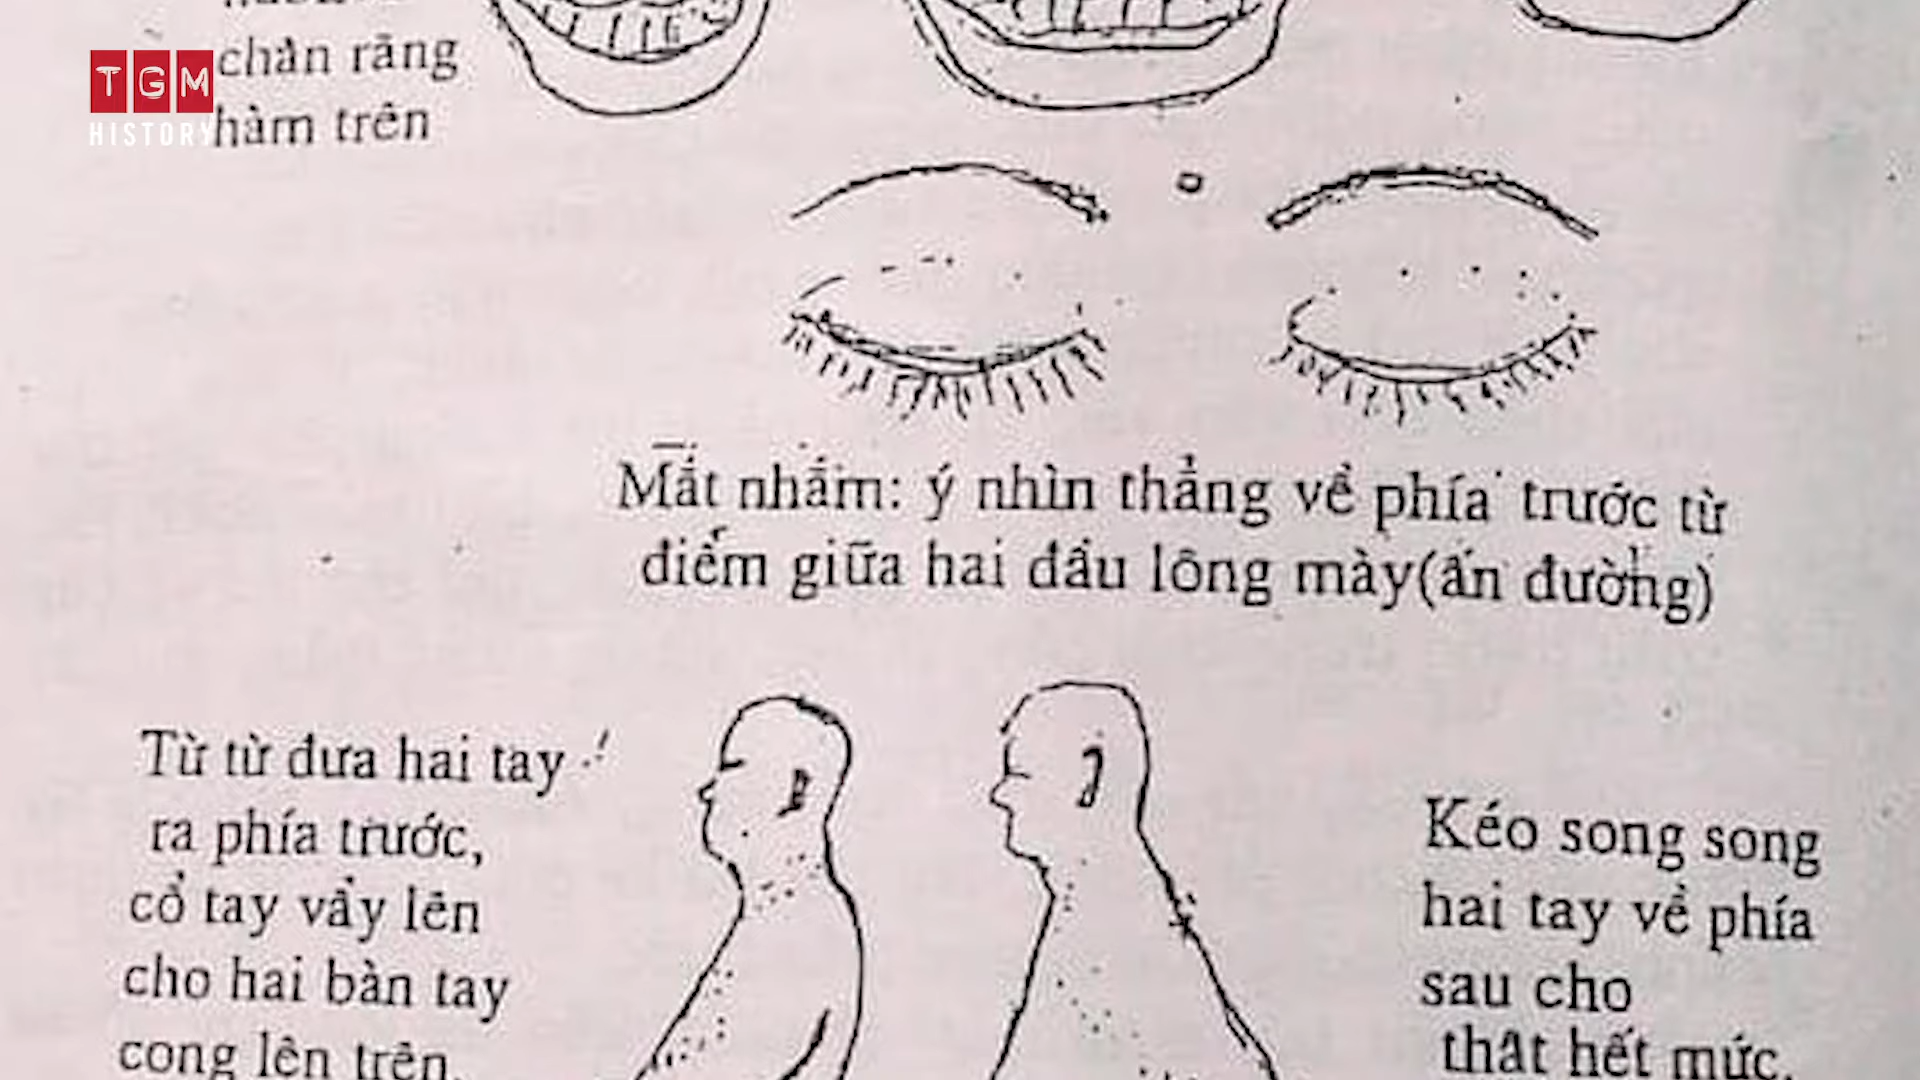 TGM
HISTORY
chân răng
hàm trên
Mắt nhắm: ý nhìn thẳng về phía trước từ
điểm giữa hai đầu lông mày(ấn đường)
Từ từ đưa hai tay
ra phía trước,
cổ tay vẩy lên
cho hai bàn tay
cong lên trên.
Kéo song song
hai tay về phía
sau cho
thật hết mức.